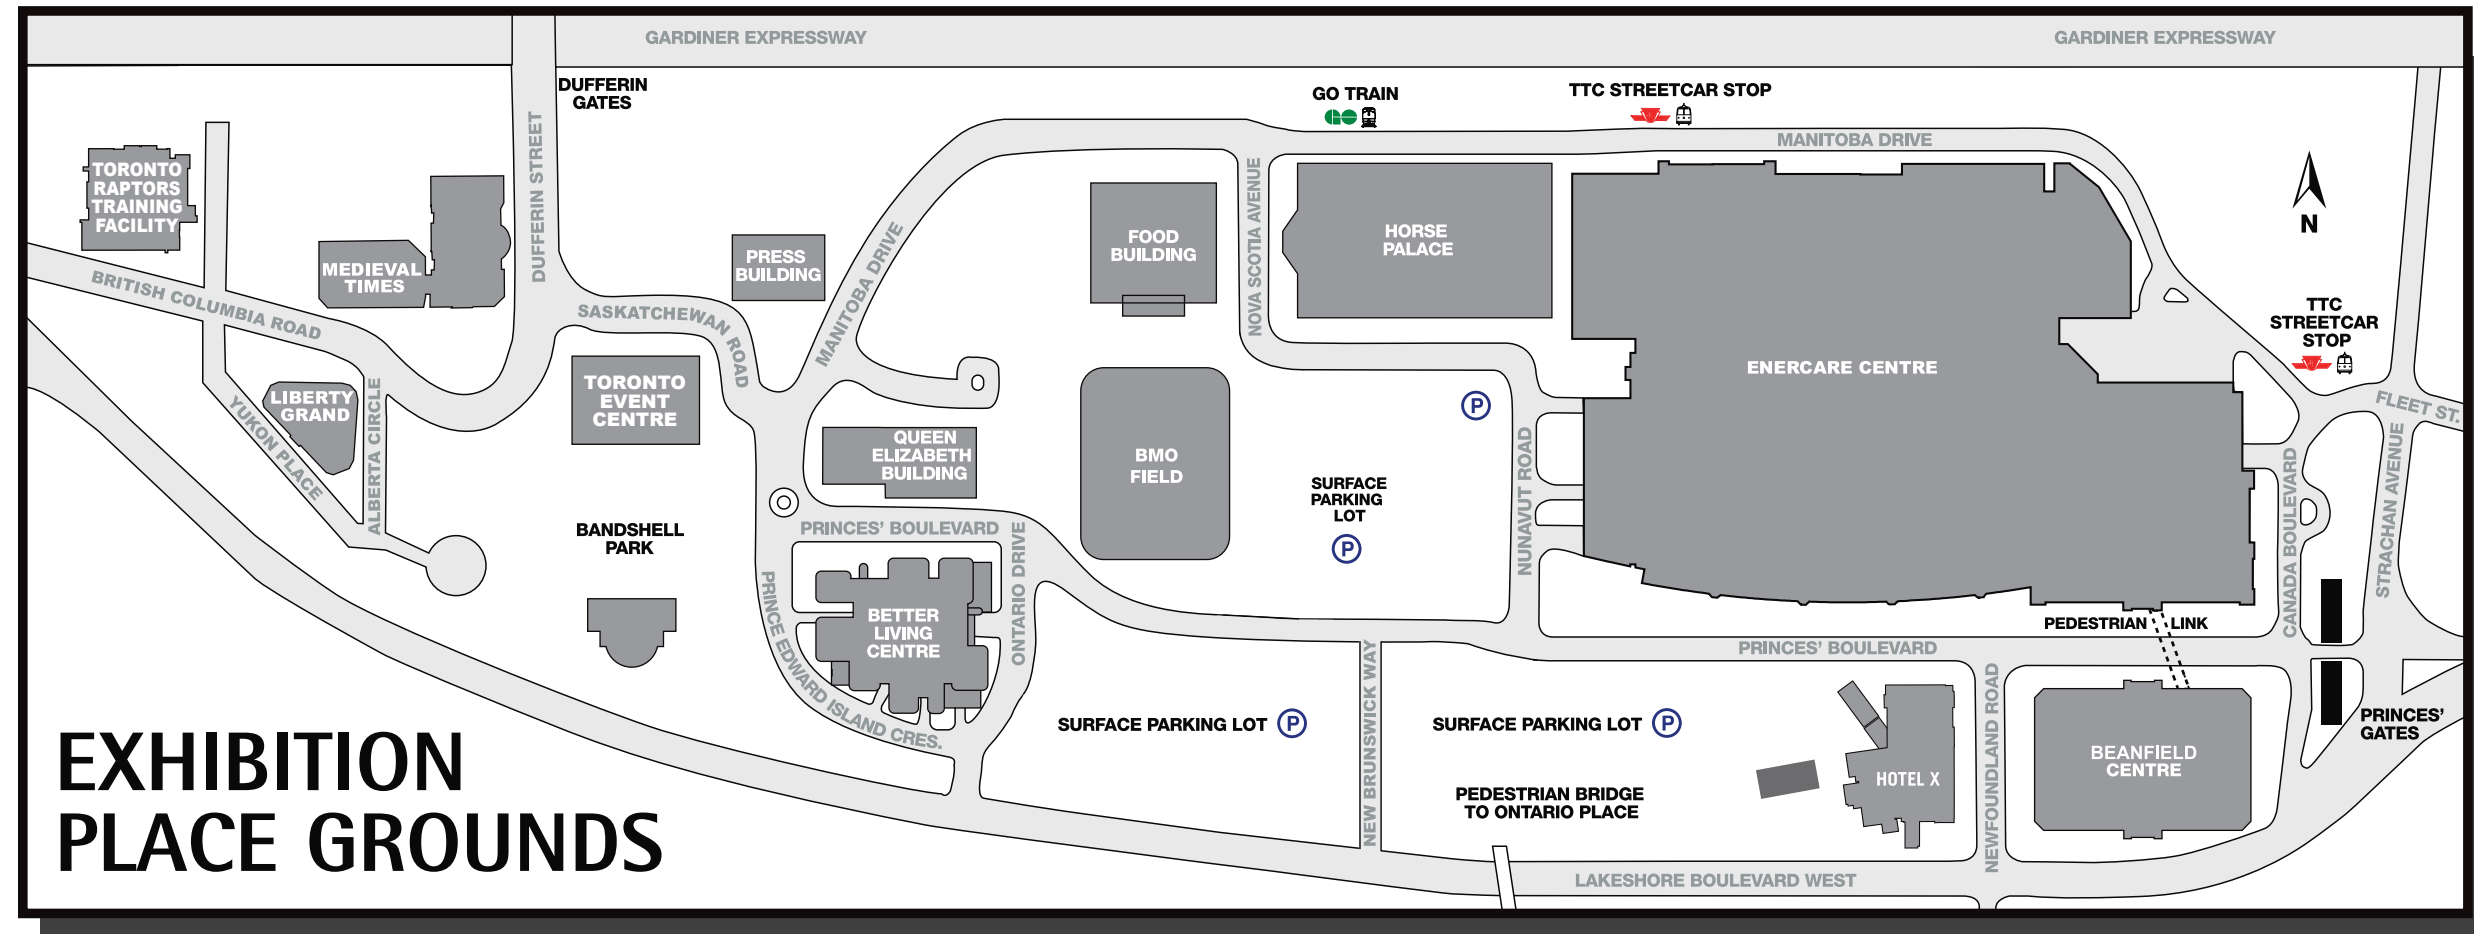 GARDINER EXPRESSWAY
GARDINER EXPRESSWAY
DUFFERIN
GATES
GO TRAIN
TTC STREETCAR STOP
MANITOBA DRIVE
DUFFERIN STREET
TORONTO
RAPTORS
TRAINING
FACILITY
MEDIEVAL
TIMES
BRITISH COLUMBIA ROAD
PRESS
BUILDING
SASKATCHEWAN ROAD
MANITOBA DRIVE
FOOD
BUILDING
NOVA SCOTIA AVENUE
HORSE
PALACE
N
TTC
STREETCAR
STOP
ENERCARE CENTRE
LIBERTY
GRAND
YUKON PLACE
ALBERTA CIRCLE
TORONTO
EVENT
CENTRE
QUEEN
ELIZABETH
BUILDING
BMO
FIELD
P
SURFACE
PARKING
LOT
P
NUNAVUT ROAD
FLEET ST.
CANADA BOULEVARD
STRACHAN AVENUE
BANDSHELL
PARK
PRINCES' BOULEVARD
ONTARIO DRIVE
PRINCE EDWARD ISLAND CRES.
BETTER
LIVING
CENTRE
PEDESTRIAN LINK
PRINCES' BOULEVARD
NEW BRUNSWICK WAY
SURFACE PARKING LOT P
SURFACE PARKING LOT P
NEWFOUNDLAND ROAD
PRINCES'
GATES
HOTEL X
BEANFIELD
CENTRE
PEDESTRIAN BRIDGE
TO ONTARIO PLACE
LAKESHORE BOULEVARD WEST
EXHIBITION
PLACE GROUNDS